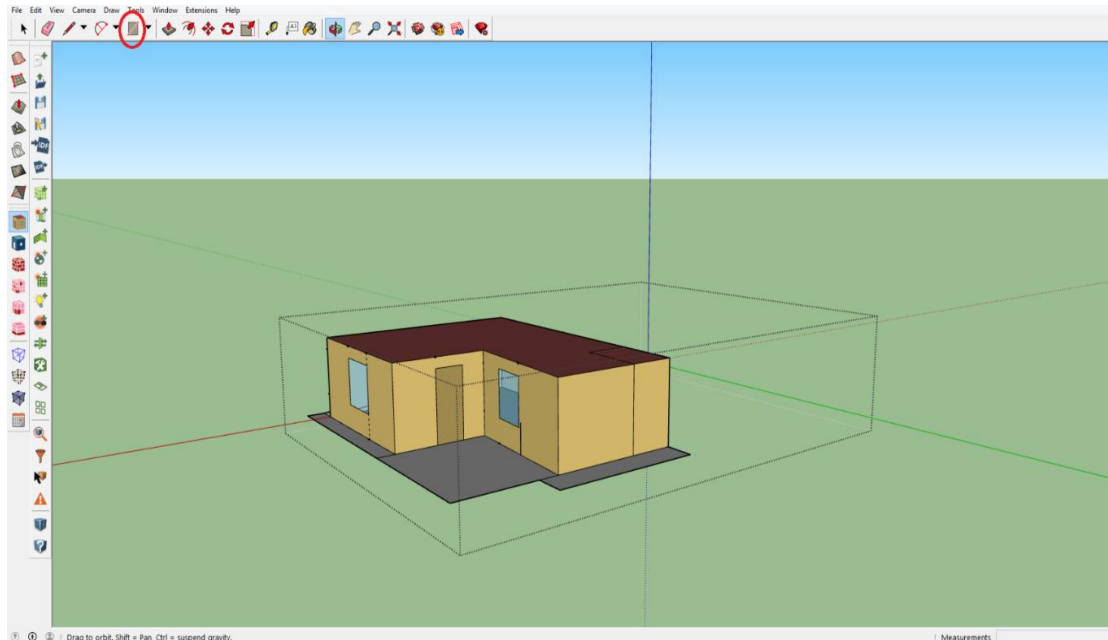 File Edit View Camera Draw Tools Window Extensions Help
Drag to orbit. Shift = Pan, Ctrl = suspend gravity.
Measurements